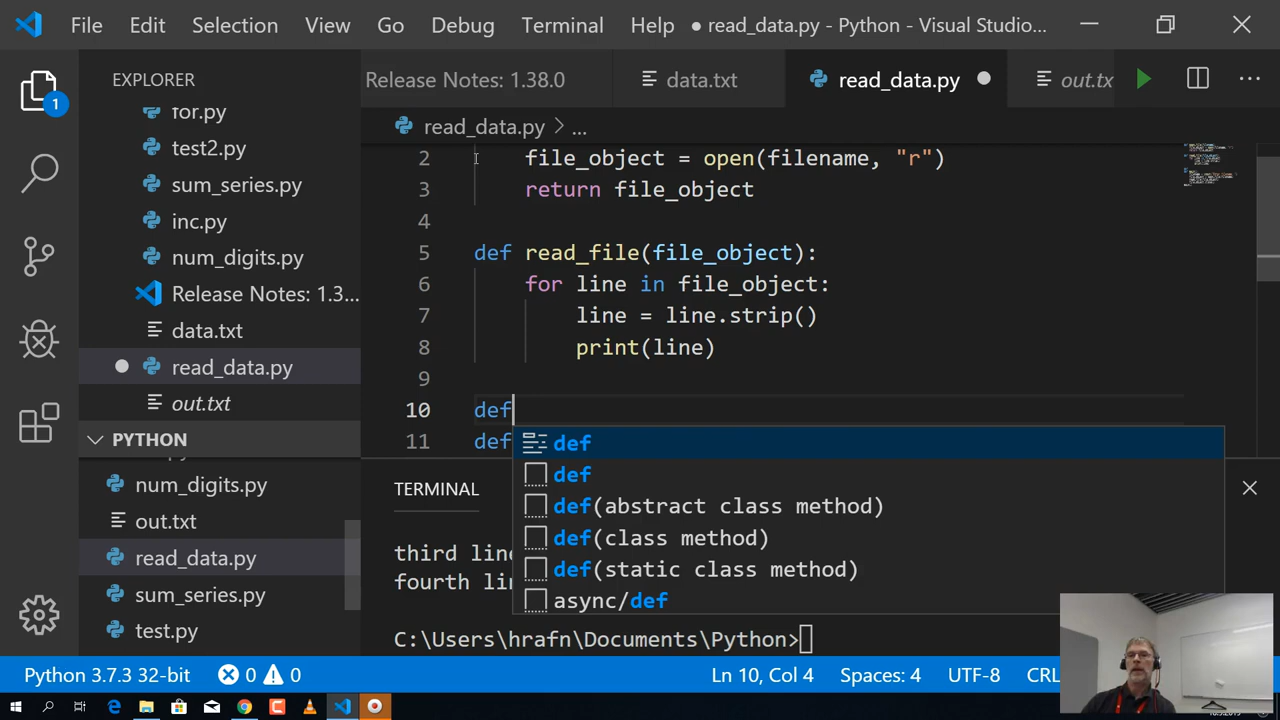 File Edit Selection View Go Debug Terminal Help ● read_data.py - Python - Visual Studio...
EXPLORER
for.py
test2.py
sum_series.py
inc.py
num_digits.py
Release Notes: 1.3...
data.txt
read_data.py
out.txt
PYTHON
num_digits.py
out.txt
read_data.py
sum_series.py
test.py
1
Release Notes: 1.38.0 data.txt read_data.py ● out.tx
read_data.py > ...
2 file_object = open(filename, "r")
3 return file_object
4
5 def read_file(file_object):
6 for line in file_object:
7 line = line.strip()
8 print(line)
9
10 def
11 def
def
def
def(abstract class method)
def(class method)
def(static class method)
async/def
TERMINAL
third line
fourth lin
C:\Users\hrafn\Documents\Python>
Python 3.7.3 32-bit 0 0 Ln 10, Col 4 Spaces: 4 UTF-8 CRL